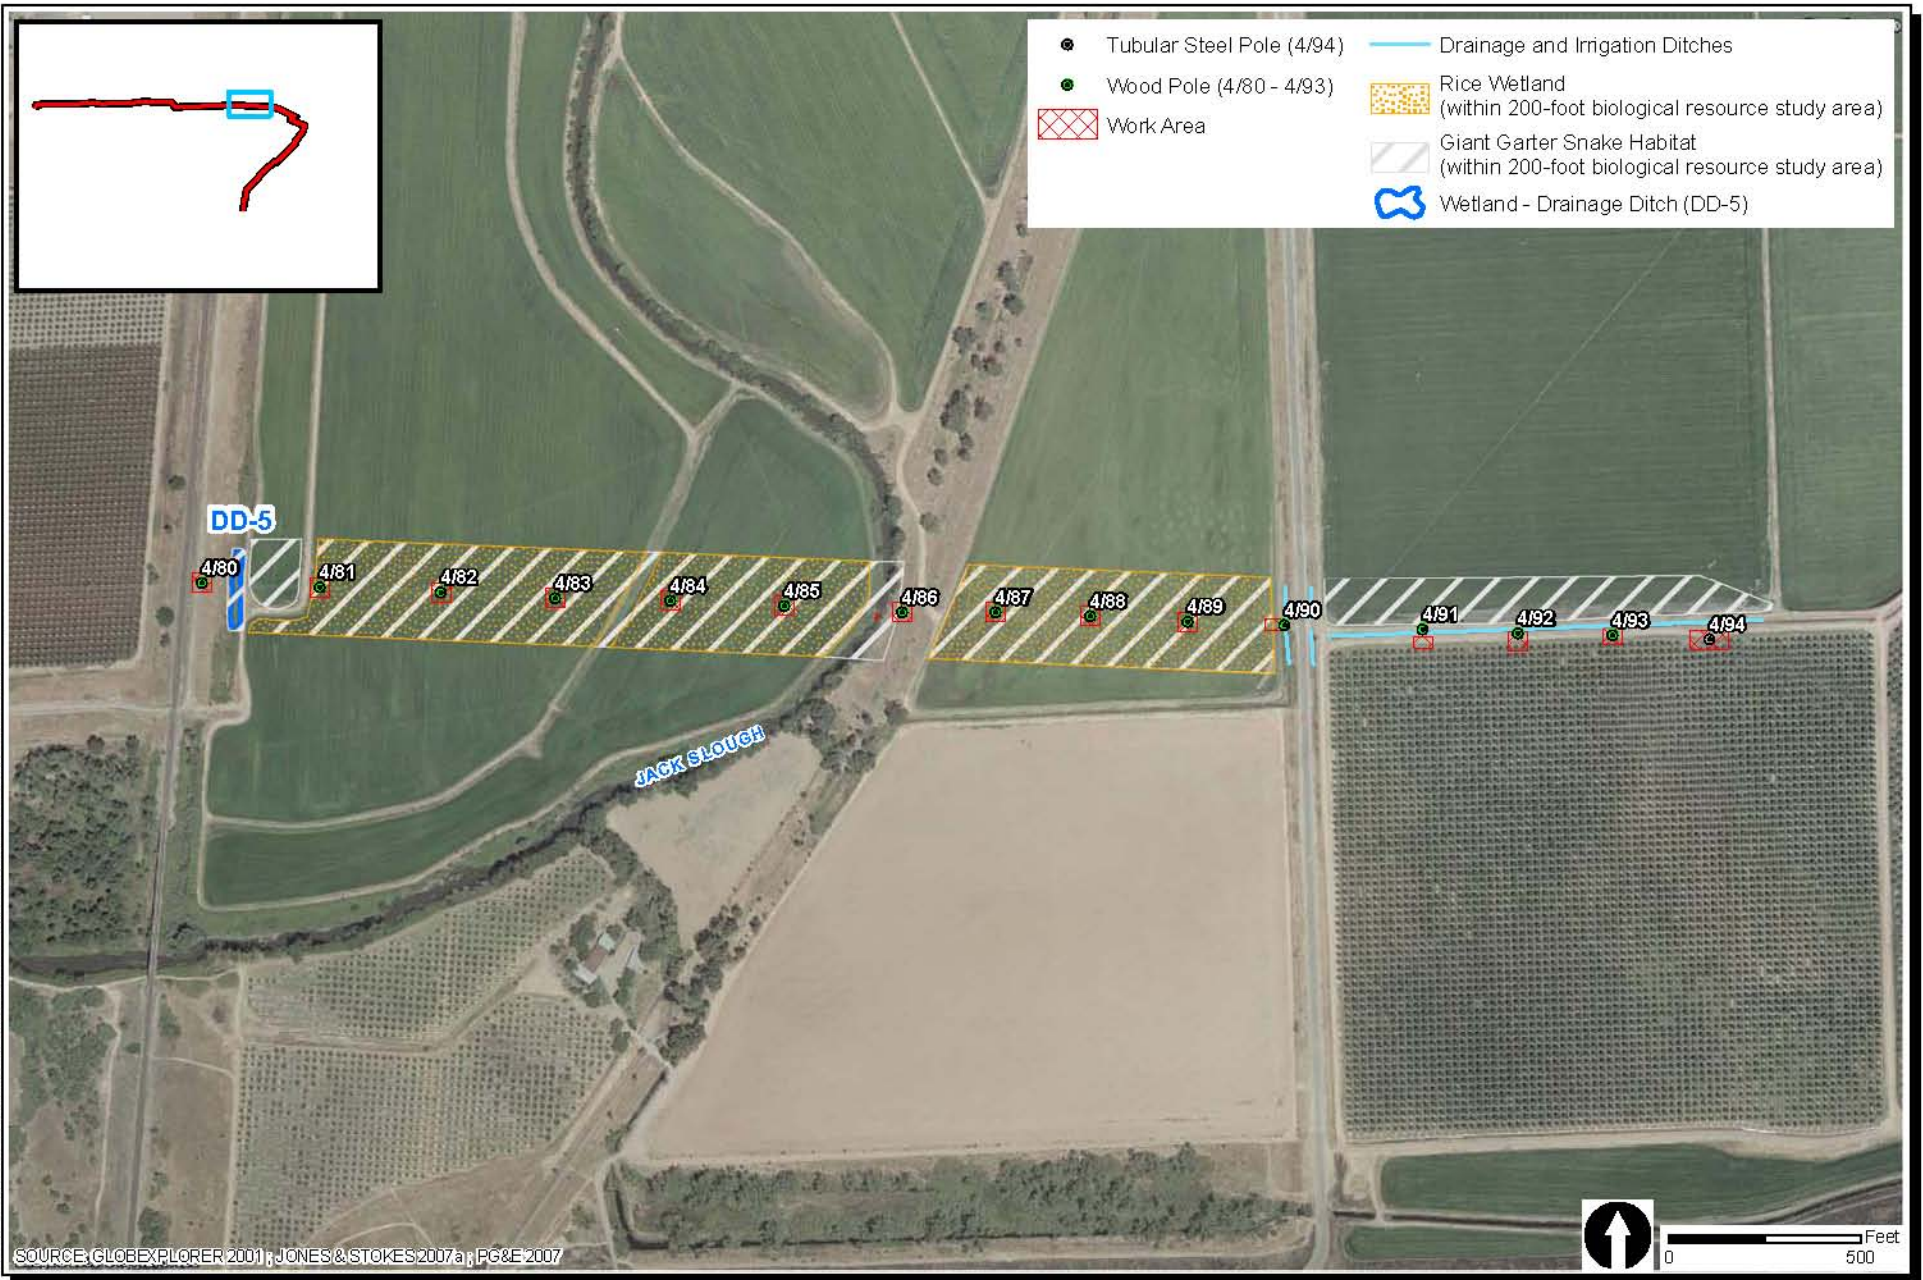 Tubular Steel Pole (4/94)
Wood Pole (4/80 - 4/93)
Work Area
Drainage and Irrigation Ditches
Rice Wetland
(within 200-foot biological resource study area)
Giant Garter Snake Habitat
(within 200-foot biological resource study area)
Wetland - Drainage Ditch (DD-5)
DD-5
4/80
4/81
4/82
4/83
4/84
4/85
4/86
4/87
4/88
4/89
4/90
4/91
4/92
4/93
4/94
JACK SLOUGH
SOURCE: GLOBEXPLORER 2001 ; JONES & STOKES 2007a ; PG&E 2007
Feet
0 500